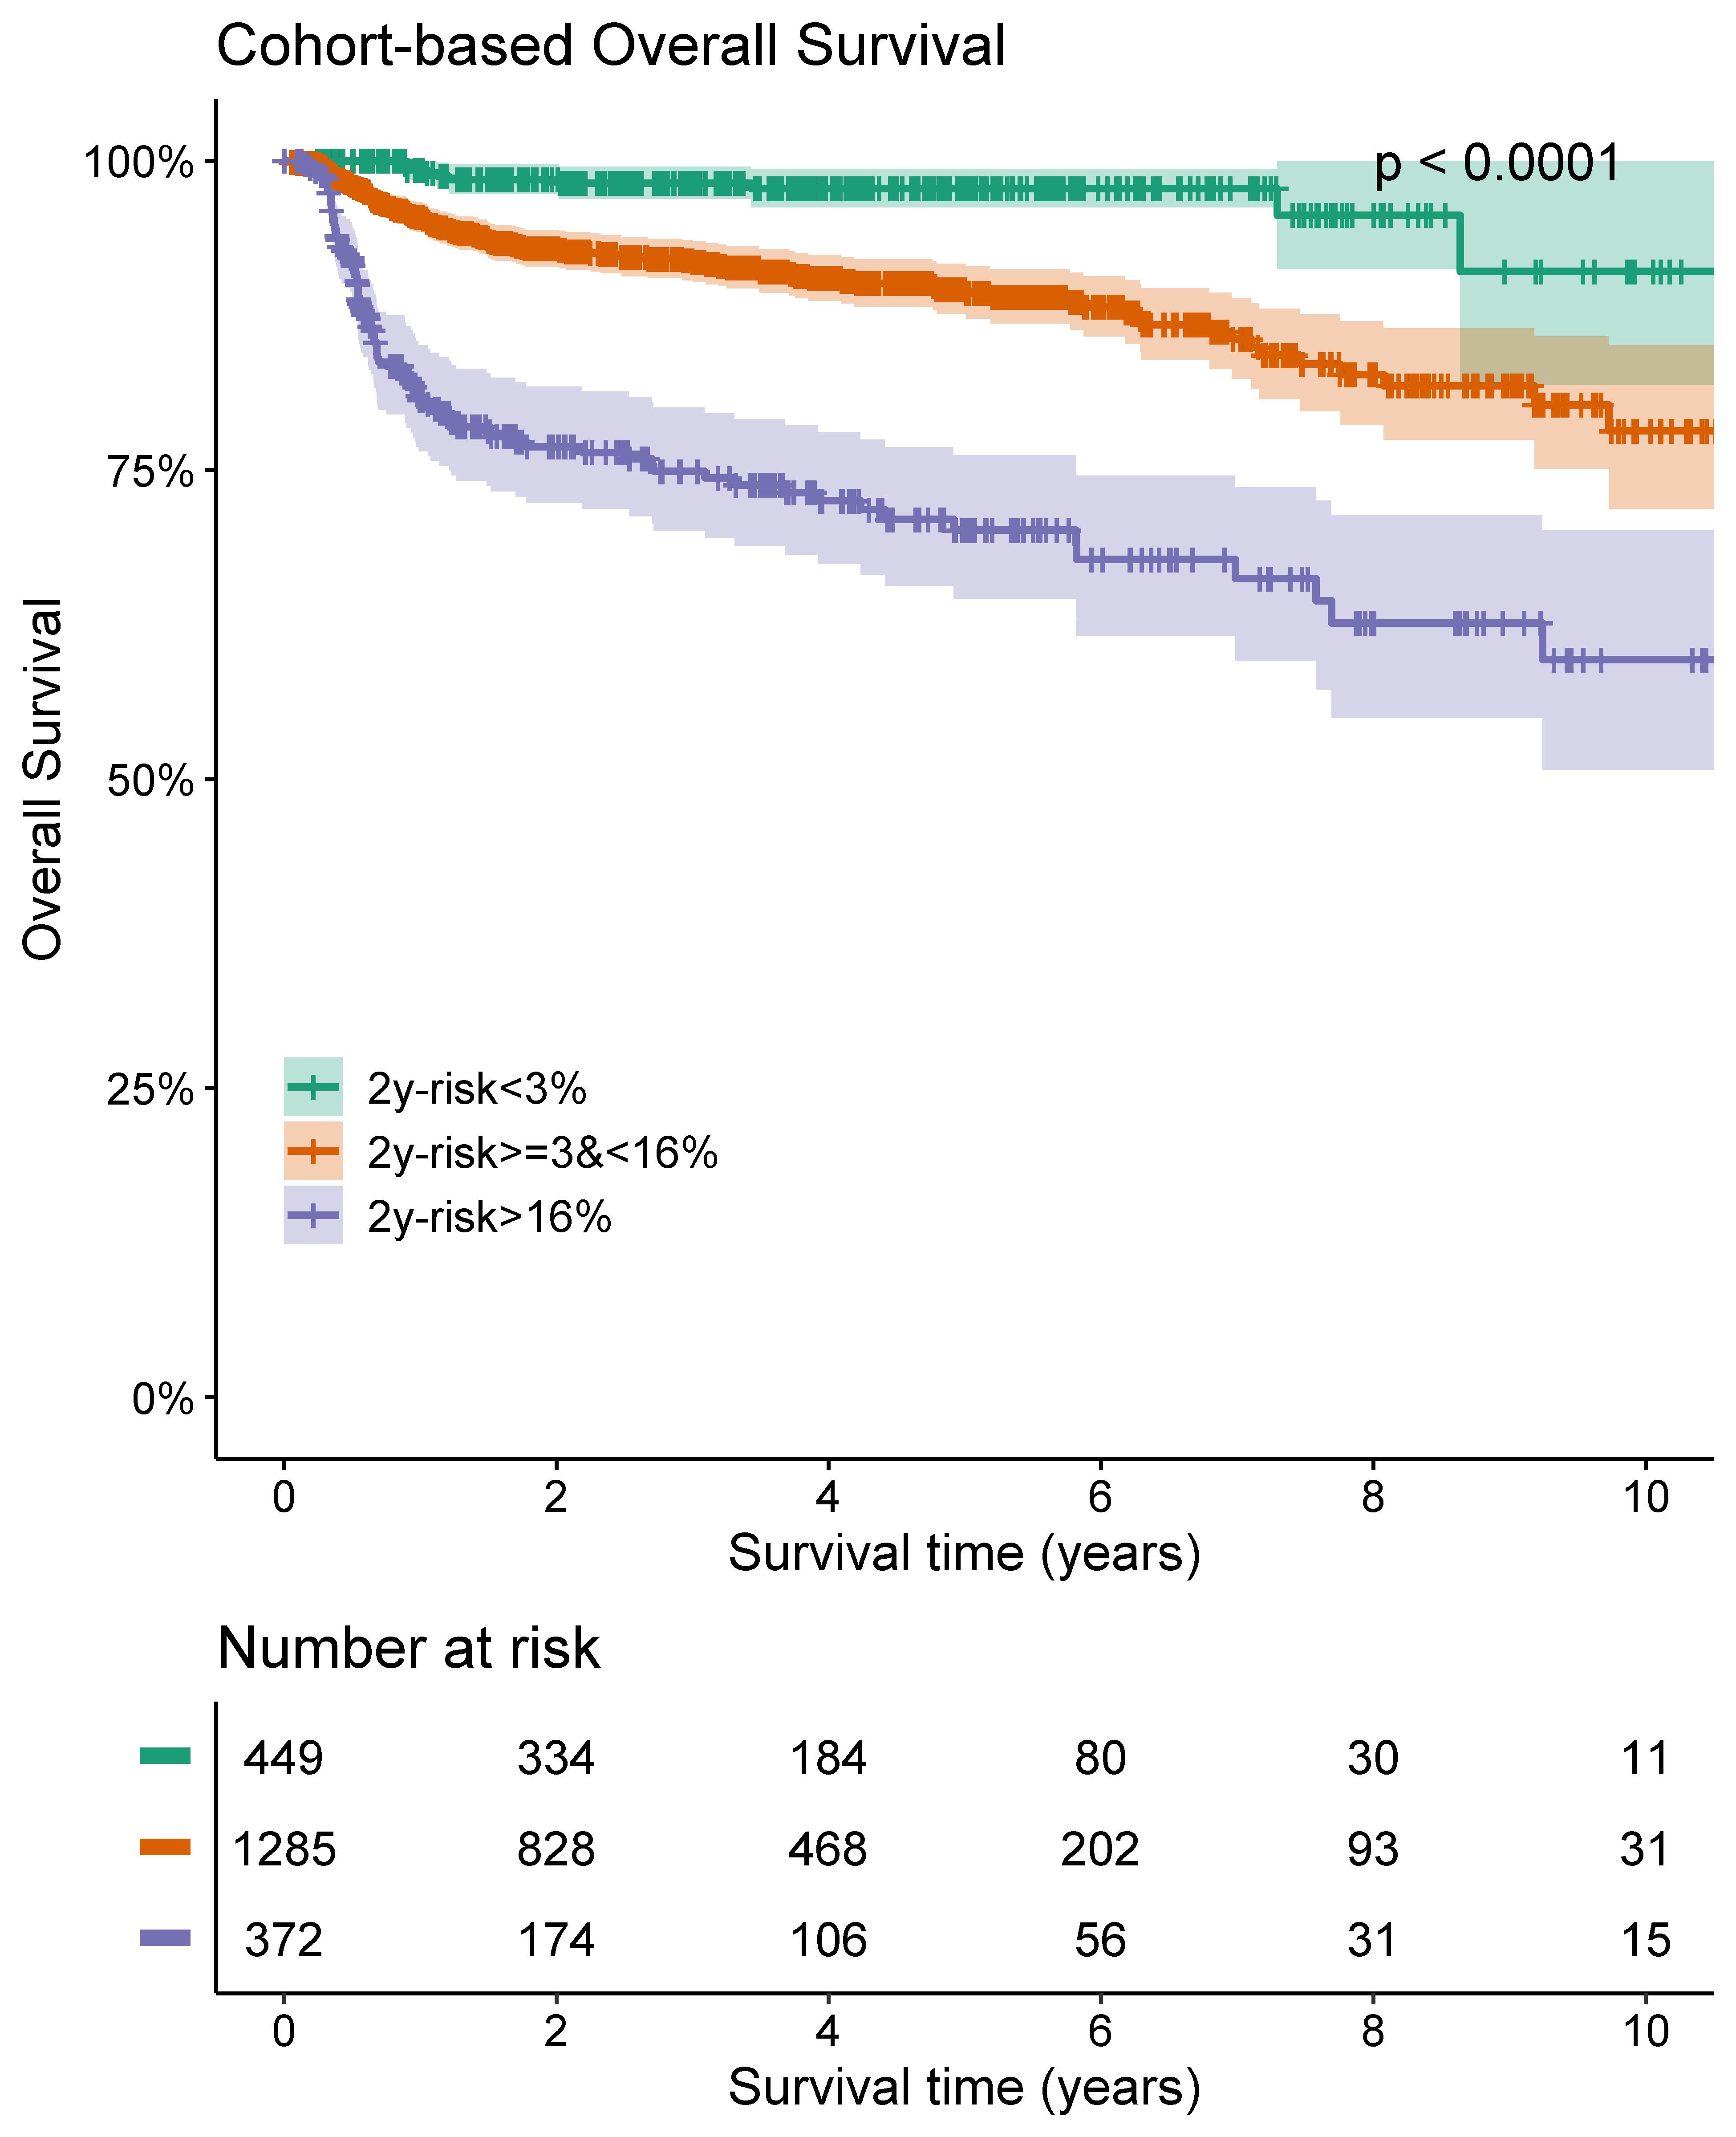 Cohort-based Overall Survival
p < 0.0001
100%
75%
50%
25%
0%
Overall Survival
2y-risk<3%
2y-risk>=3&<16%
2y-risk>16%
0 2 4 6 8 10
Survival time (years)
Number at risk
449 334 184 80 30 11
1285 828 468 202 93 31
372 174 106 56 31 15
0 2 4 6 8 10
Survival time (years)